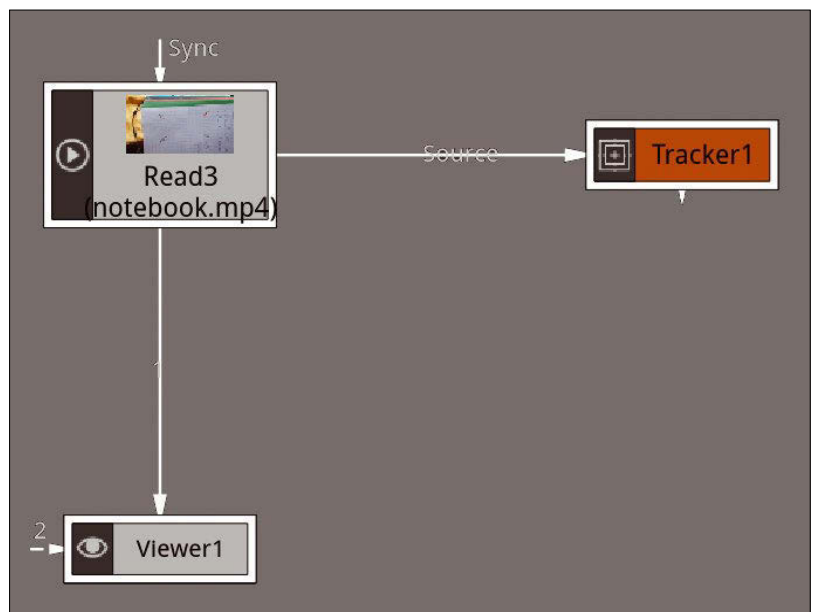 Sync
Read3
(notebook.mp4)
Source
Tracker1
1
2
Viewer1